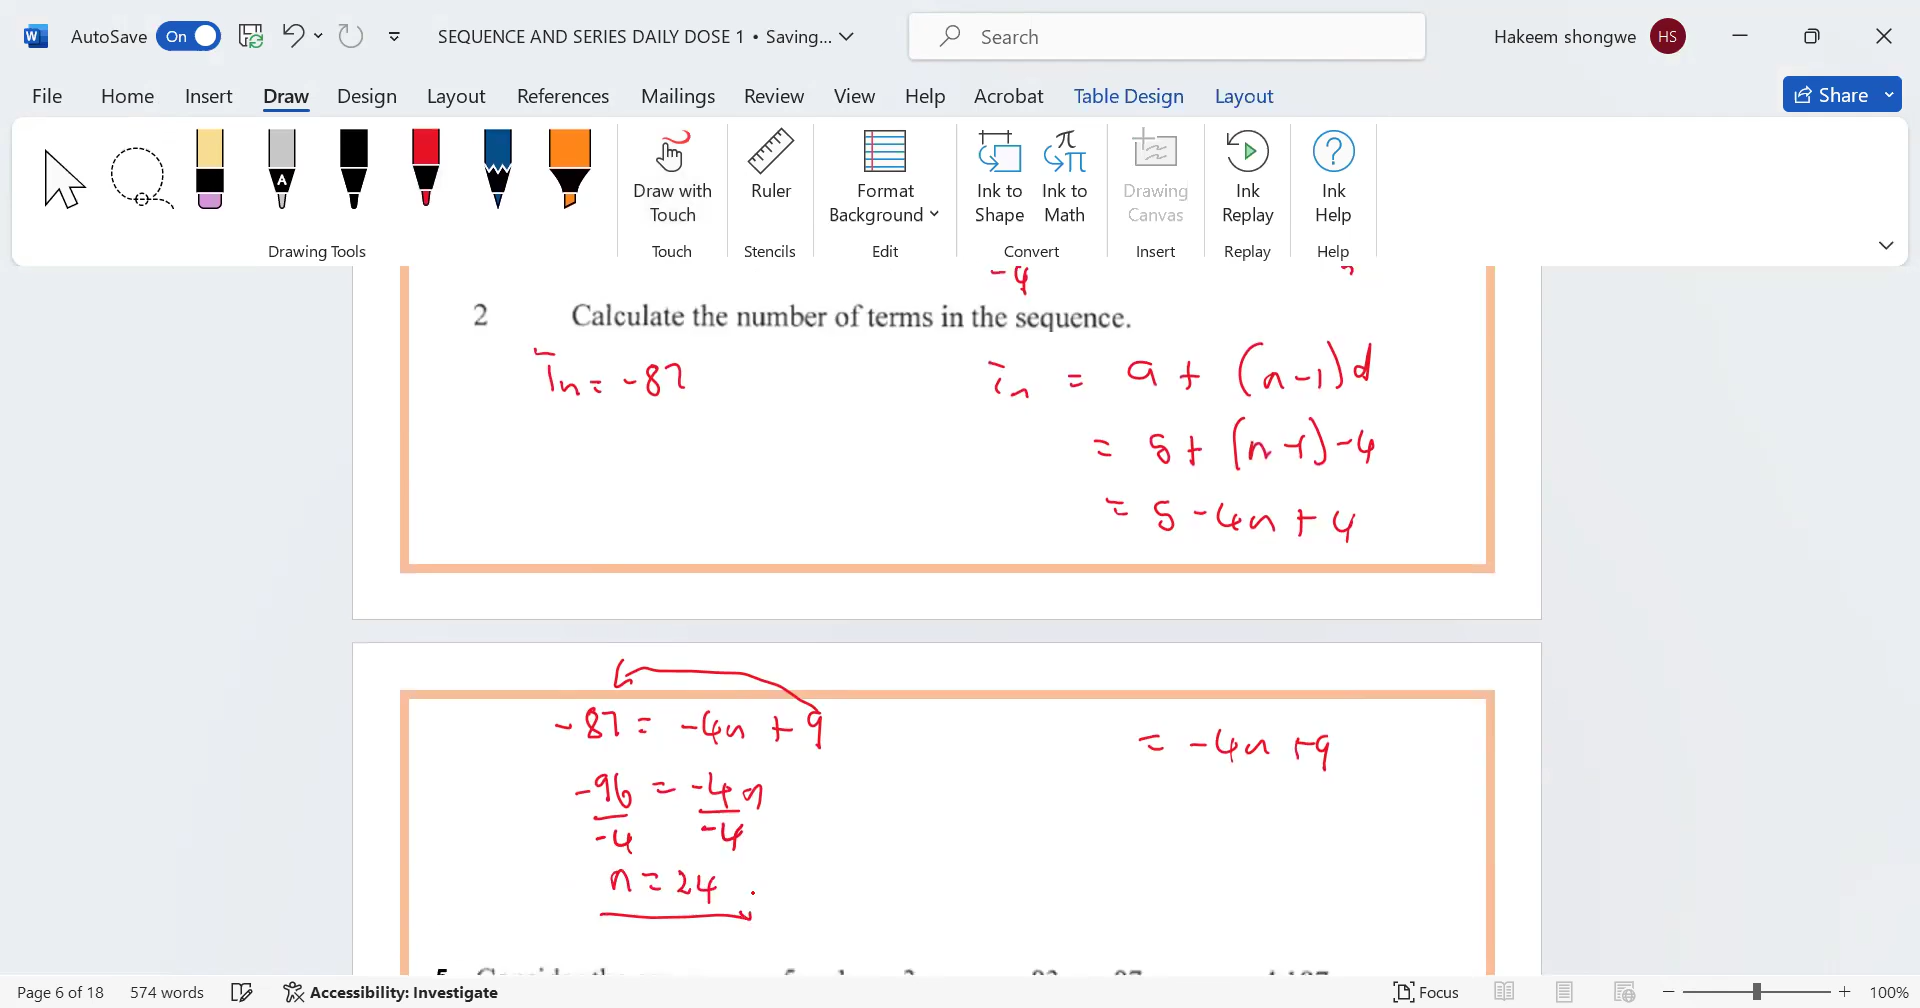 AutoSave On SEQUENCE AND SERIES DAILY DOSE 1 • Saving... Search Hakeem shongwe HS
File Home Insert Draw Design Layout References Mailings Review View Help Acrobat Table Design Layout Share
A
Draw with Touch Ruler Format Background Ink to Shape Ink to Math Drawing Canvas Ink Replay Ink Help
Drawing Tools Touch Stencils Edit Convert Insert Replay Help
-4
2 Calculate the number of terms in the sequence.
Tn = -87 Tn = a + (n-1)d
= 5 + (n-1)-4
= 5 - 4n + 4
-87 = -4n + 9 = -4n + 9
-96 = -4n
-4 -4
n = 24
Page 6 of 18 574 words Accessibility: Investigate Focus 100%